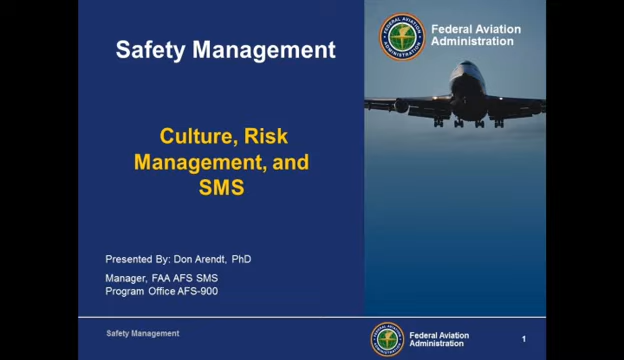 Safety Management
Federal Aviation
Administration
Culture, Risk
Management, and
SMS
Presented By: Don Arendt, PhD
Manager, FAA AFS SMS
Program Office AFS-900
Safety Management
Federal Aviation
Administration
1